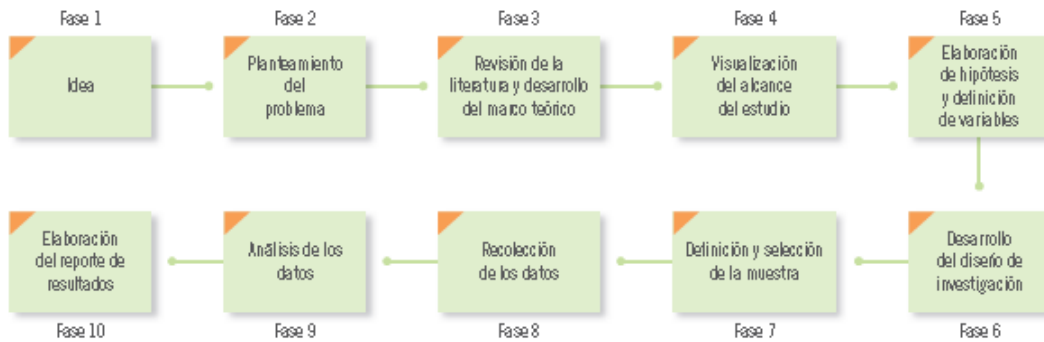 Fase 1
Idea
Fase 2
Planteamiento
del
problema
Fase 3
Revisión de la
literatura y desarrollo
del marco teórico
Fase 4
Visualización
del alcance
del estudio
Fase 5
Elaboración
de hipótesis
y definición
de variables
Desarrollo
del diseño de
investigación
Fase 6
Definición y selección
de la muestra
Fase 7
Recolección
de los datos
Fase 8
Análisis de los
datos
Fase 9
Elaboración
del reporte de
resultados
Fase 10